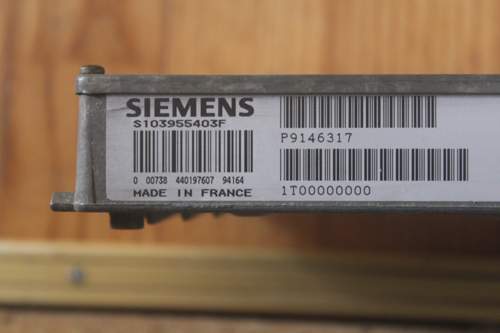 SIEMENS
S103955403F
0 00738 440197607 94164
MADE IN FRANCE
P9146317
1T00000000